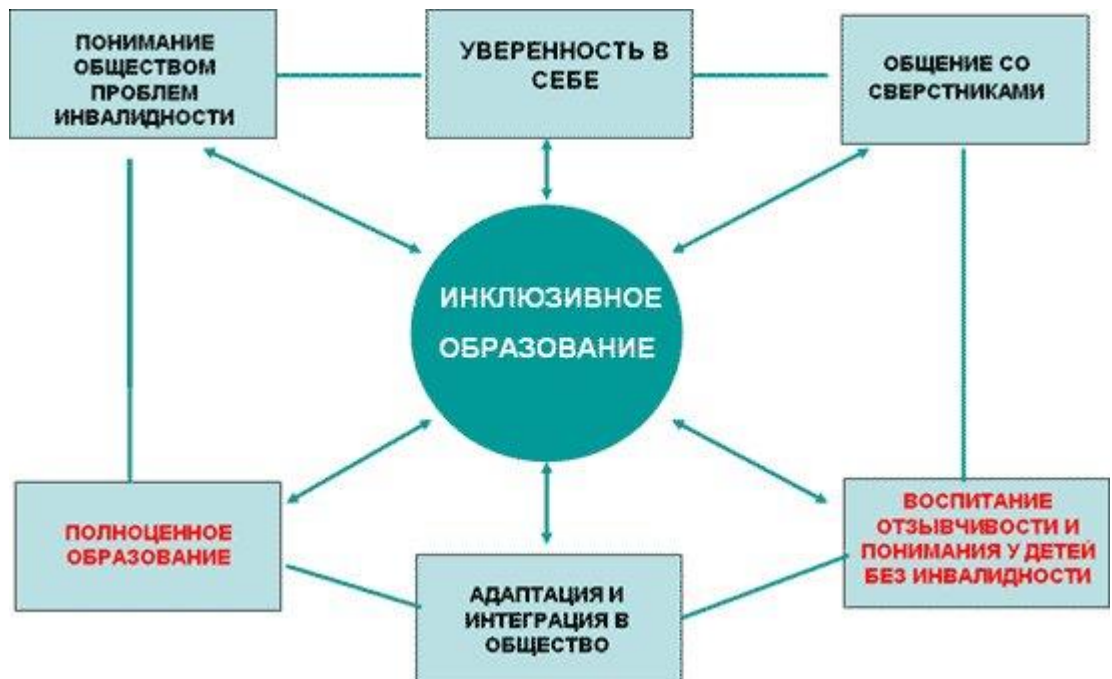 ПОНИМАНИЕ
ОБЩЕСТВОМ
ПРОБЛЕМ
ИНВАЛИДНОСТИ
УВЕРЕННОСТЬ В
СЕБЕ
ОБЩЕНИЕ СО
СВЕРСТНИКАМИ
ИНКЛЮЗИВНОЕ
ОБРАЗОВАНИЕ
ПОЛНОЦЕННОЕ
ОБРАЗОВАНИЕ
АДАПТАЦИЯ И
ИНТЕГРАЦИЯ В
ОБЩЕСТВО
ВОСПИТАНИЕ
ОТЗЫВЧИВОСТИ И
ПОНИМАНИЯ У ДЕТЕЙ
БЕЗ ИНВАЛИДНОСТИ